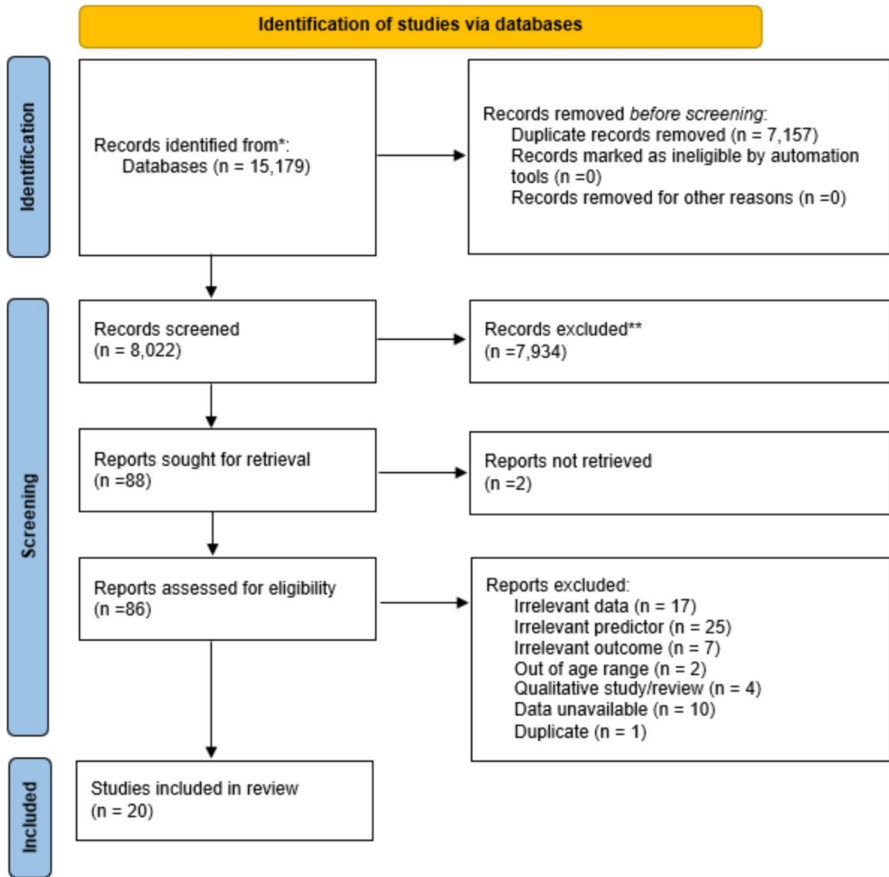 Identification of studies via databases
Identification
Records identified from*:
Databases (n = 15,179)
Records removed before screening:
Duplicate records removed (n = 7,157)
Records marked as ineligible by automation
tools (n =0)
Records removed for other reasons (n =0)
Screening
Records screened
(n = 8,022)
Records excluded**
(n =7,934)
Reports sought for retrieval
(n =88)
Reports not retrieved
(n =2)
Reports assessed for eligibility
(n =86)
Reports excluded:
Irrelevant data (n = 17)
Irrelevant predictor (n = 25)
Irrelevant outcome (n = 7)
Out of age range (n = 2)
Qualitative study/review (n = 4)
Data unavailable (n = 10)
Duplicate (n = 1)
Included
Studies included in review
(n = 20)